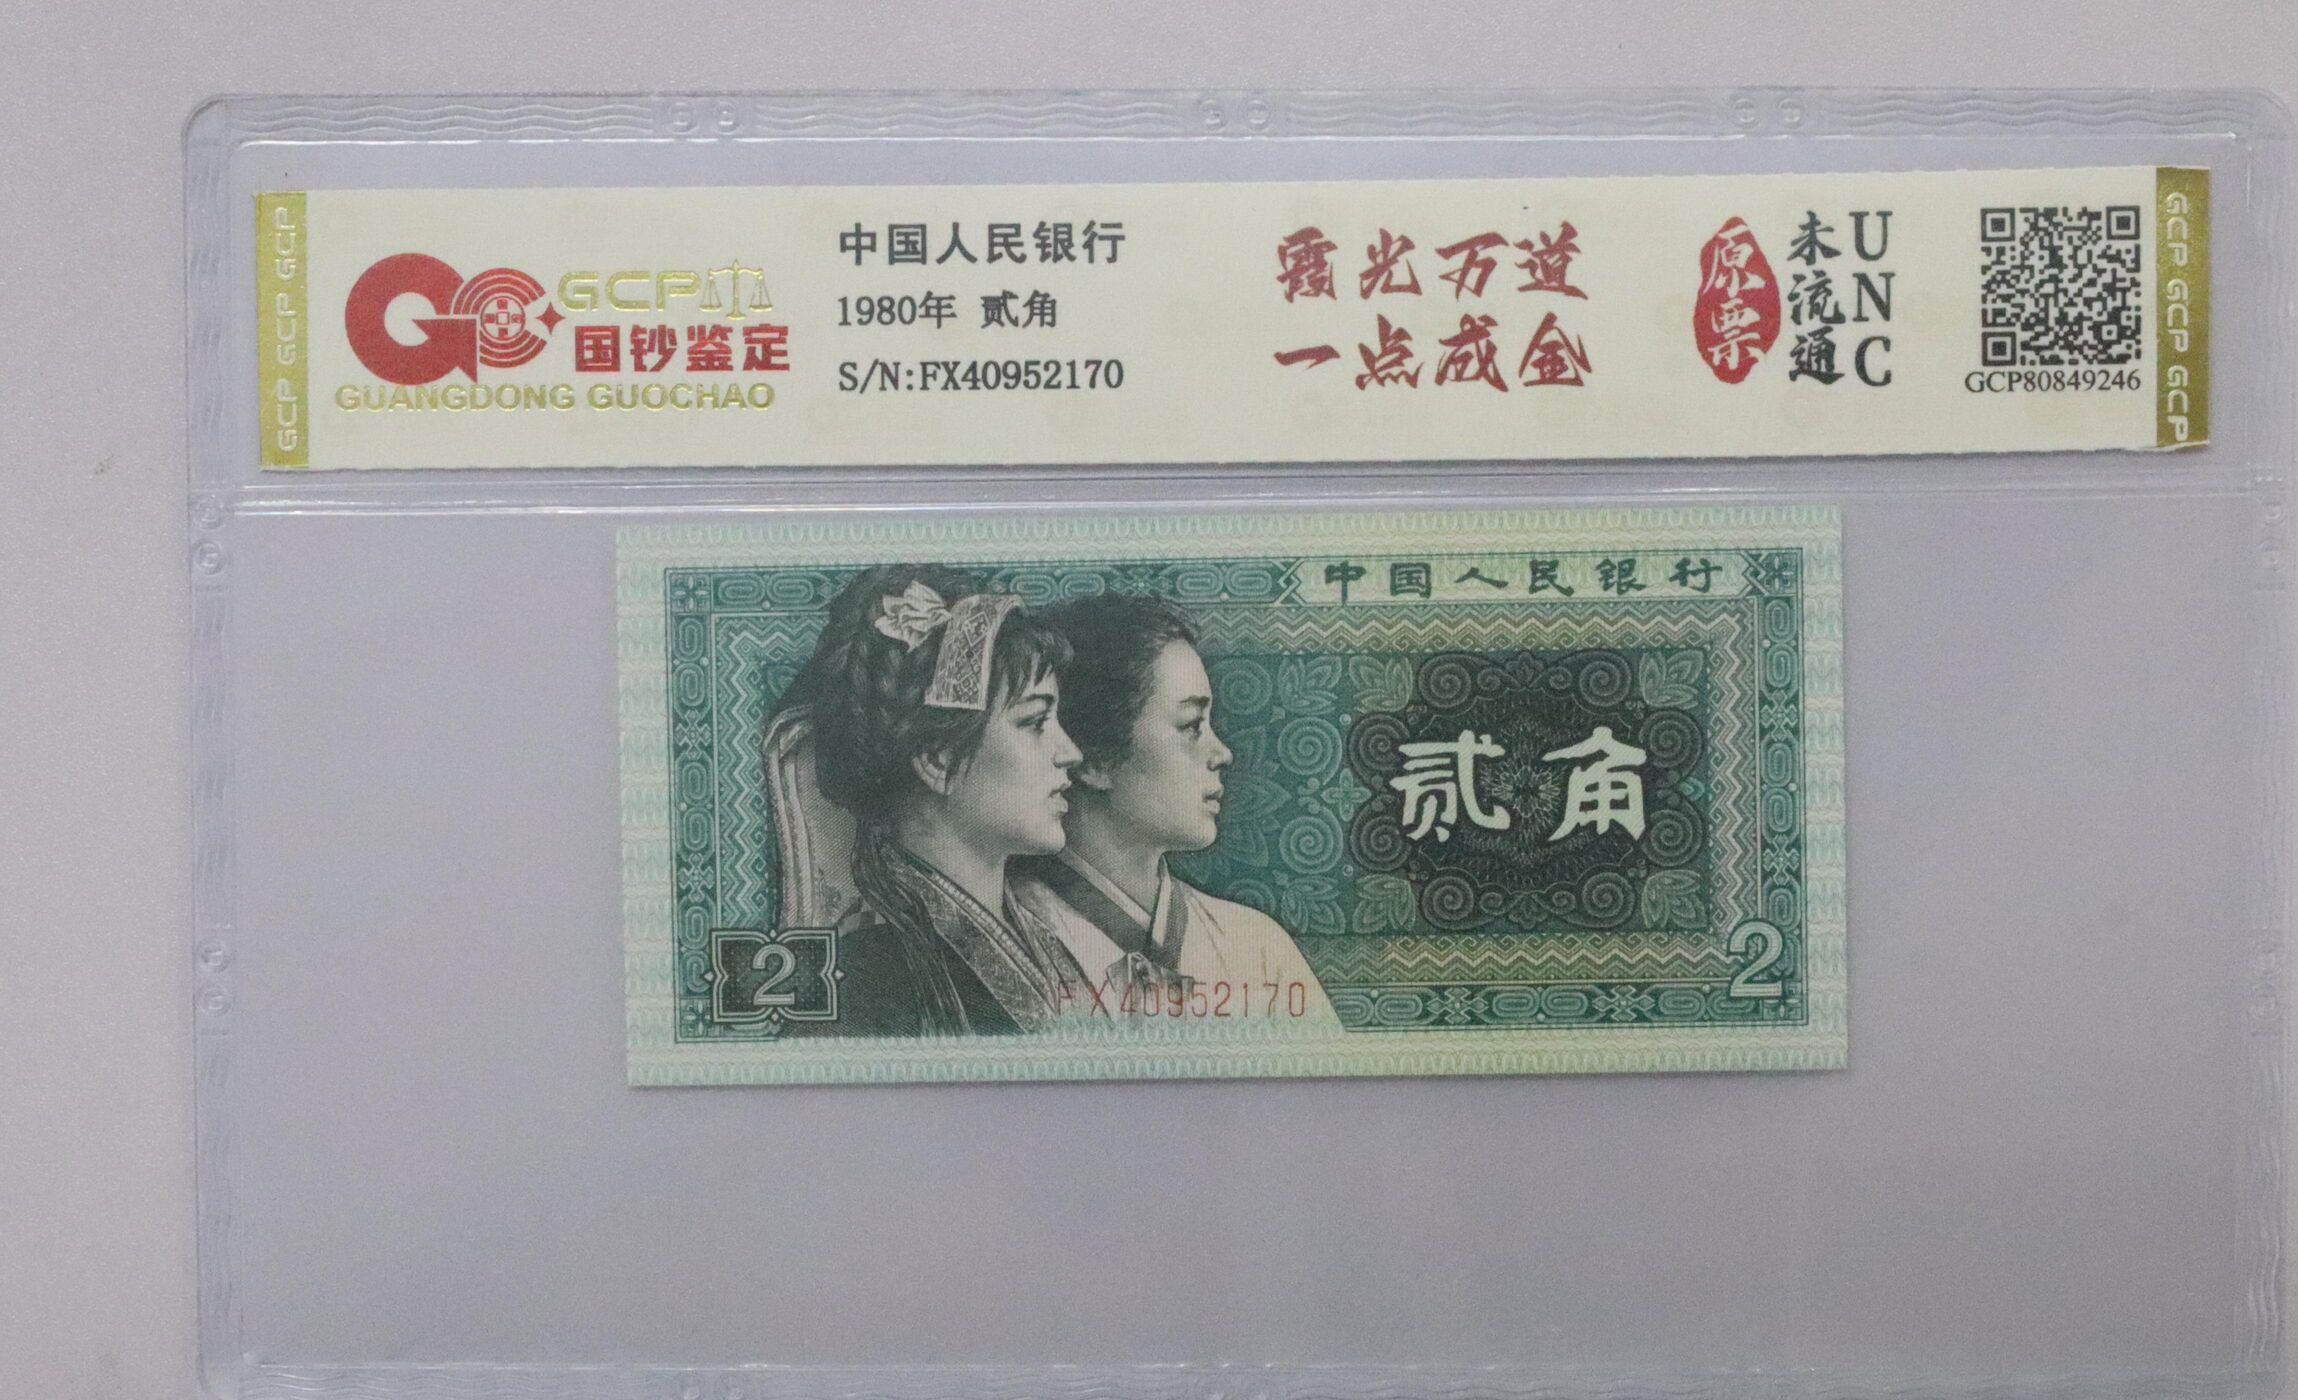 GCP GCP GCP
GCP
国钞鉴定
GUANGDONG GUOCHAO
中国人民银行
1980年 贰角
S/N:FX40952170
霞光万道
一点成金
原票
未流通
UNC
GCP80849246
GCP GCP GCP
中国人民银行
贰角
2
2
FX40952170